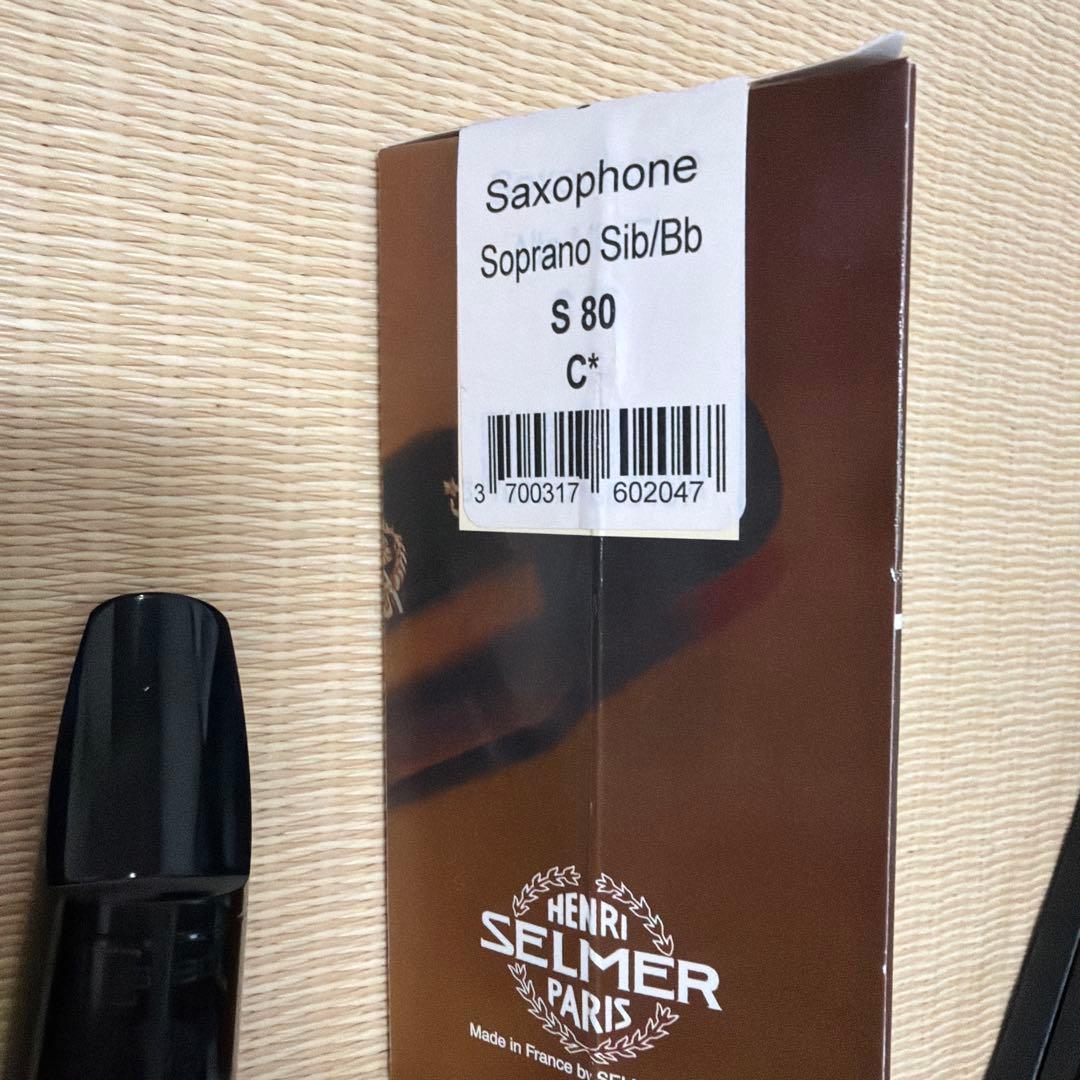 Saxophone
Soprano Sib/Bb
S 80
C*
3 700317 602047
HENRI
SELMER
PARIS
Made in France by